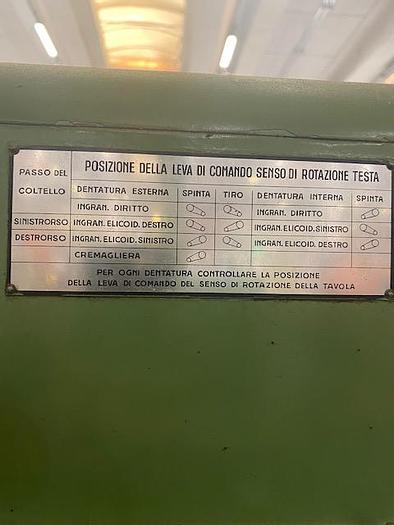 PASSO DEL COLTELLO
POSIZIONE DELLA LEVA DI COMANDO SENSO DI ROTAZIONE TESTA
DENTATURA ESTERNA SPINTA TIRO DENTATURA INTERNA SPINTA
INGRAN. DIRITTO INGRAN. DIRITTO
SINISTRORSO INGRAN. ELICOID. DESTRO INGRAN. ELICOID. SINISTRO
DESTRORSO INGRAN. ELICOID. SINISTRO INGRAN. ELICOID. DESTRO
CREMAGLIERA
PER OGNI DENTATURA CONTROLLARE LA POSIZIONE
DELLA LEVA DI COMANDO DEL SENSO DI ROTAZIONE DELLA TAVOLA